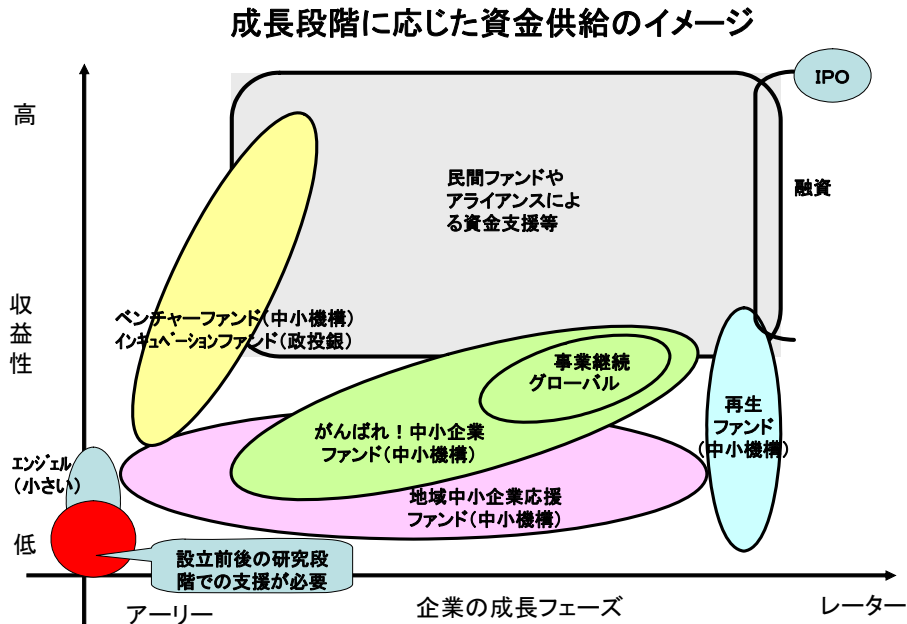 成長段階に応じた資金供給のイメージ
IPO
高
民間ファンドや
アライアンスによ
る資金支援等
融資
収
益
性
ベンチャーファンド(中小機構)
インキュベーションファンド(政投銀)
事業継続
グローバル
再生
ファンド
(中小機構)
がんばれ！中小企業
ファンド(中小機構)
エンジェル
(小さい)
地域中小企業応援
ファンド(中小機構)
低
設立前後の研究段
階での支援が必要
アーリー
企業の成長フェーズ
レーター